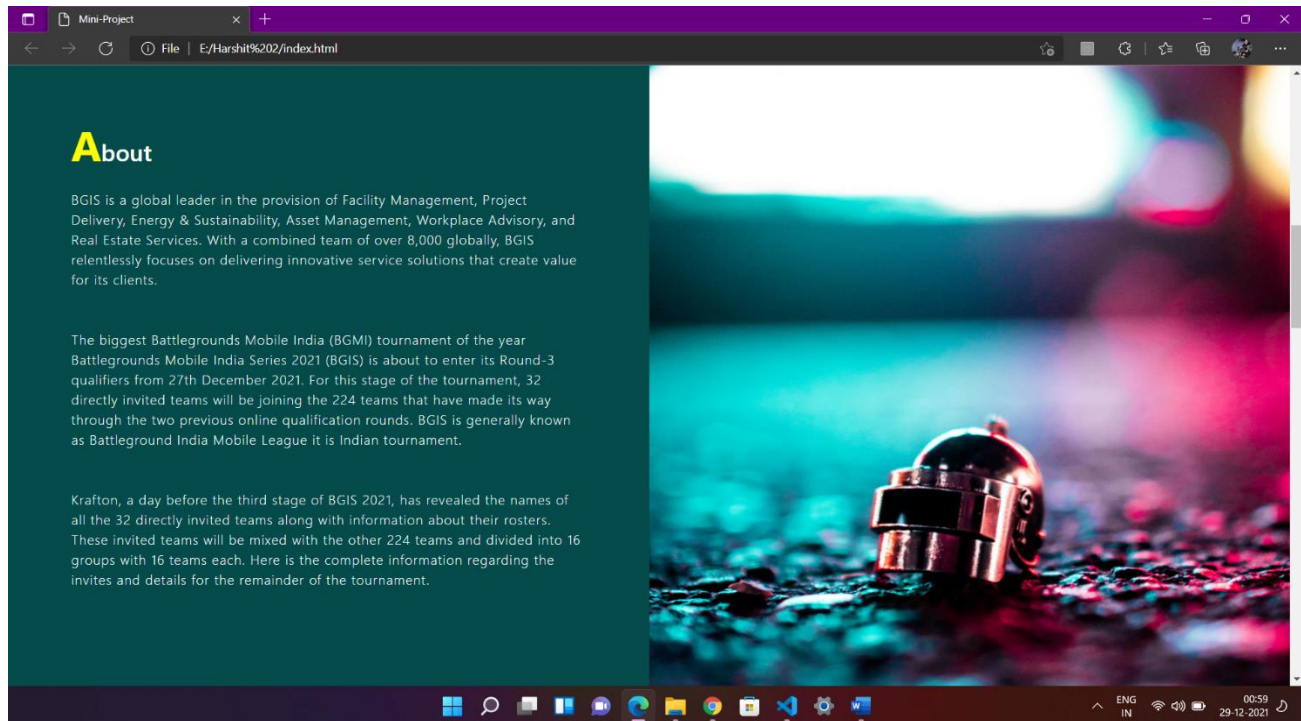 Mini-Project
File
E:/Harshit%202/index.html
About
BGIS is a global leader in the provision of Facility Management, Project
Delivery, Energy & Sustainability, Asset Management, Workplace Advisory, and
Real Estate Services. With a combined team of over 8,000 globally, BGIS
relentlessly focuses on delivering innovative service solutions that create value
for its clients.
The biggest Battlegrounds Mobile India (BGMI) tournament of the year
Battlegrounds Mobile India Series 2021 (BGIS) is about to enter its Round-3
qualifiers from 27th December 2021. For this stage of the tournament, 32
directly invited teams will be joining the 224 teams that have made its way
through the two previous online qualification rounds. BGIS is generally known
as Battleground India Mobile League it is Indian tournament.
Krafton, a day before the third stage of BGIS 2021, has revealed the names of
all the 32 directly invited teams along with information about their rosters.
These invited teams will be mixed with the other 224 teams and divided into 16
groups with 16 teams each. Here is the complete information regarding the
invites and details for the remainder of the tournament.
ENG
IN
00:59
29-12-2021